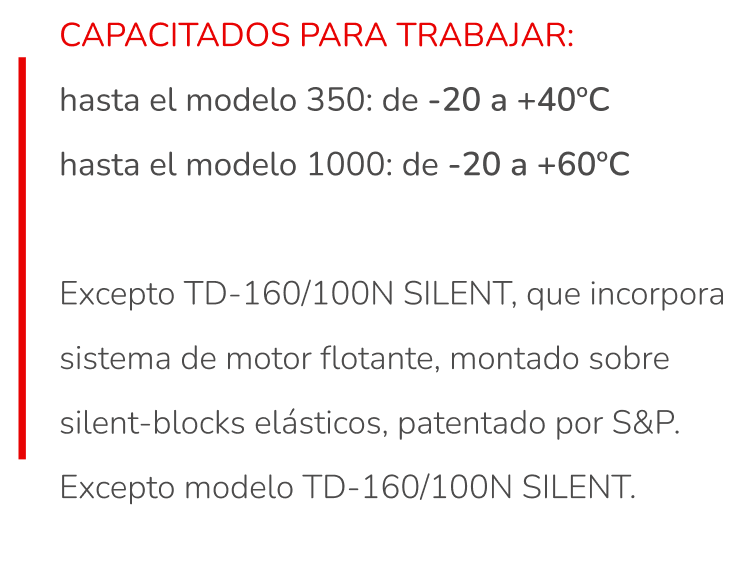 CAPACITADOS PARA TRABAJAR:
hasta el modelo 350: de -20 a +40ºC
hasta el modelo 1000: de -20 a +60ºC
Excepto TD-160/100N SILENT, que incorpora
sistema de motor flotante, montado sobre
silent-blocks elásticos, patentado por S&P.
Excepto modelo TD-160/100N SILENT.